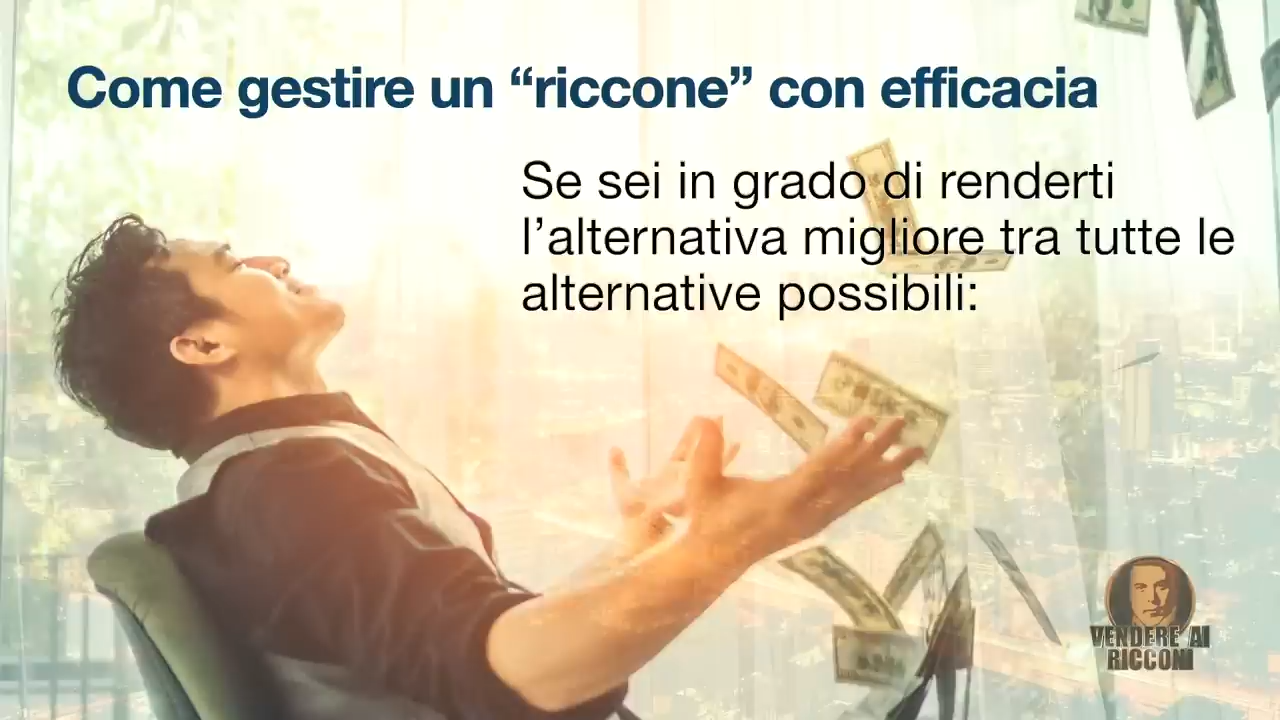 Come gestire un “riccone” con efficacia
Se sei in grado di renderti
l’alternativa migliore tra tutte le
alternative possibili:
VENDERE AI
RICCONI